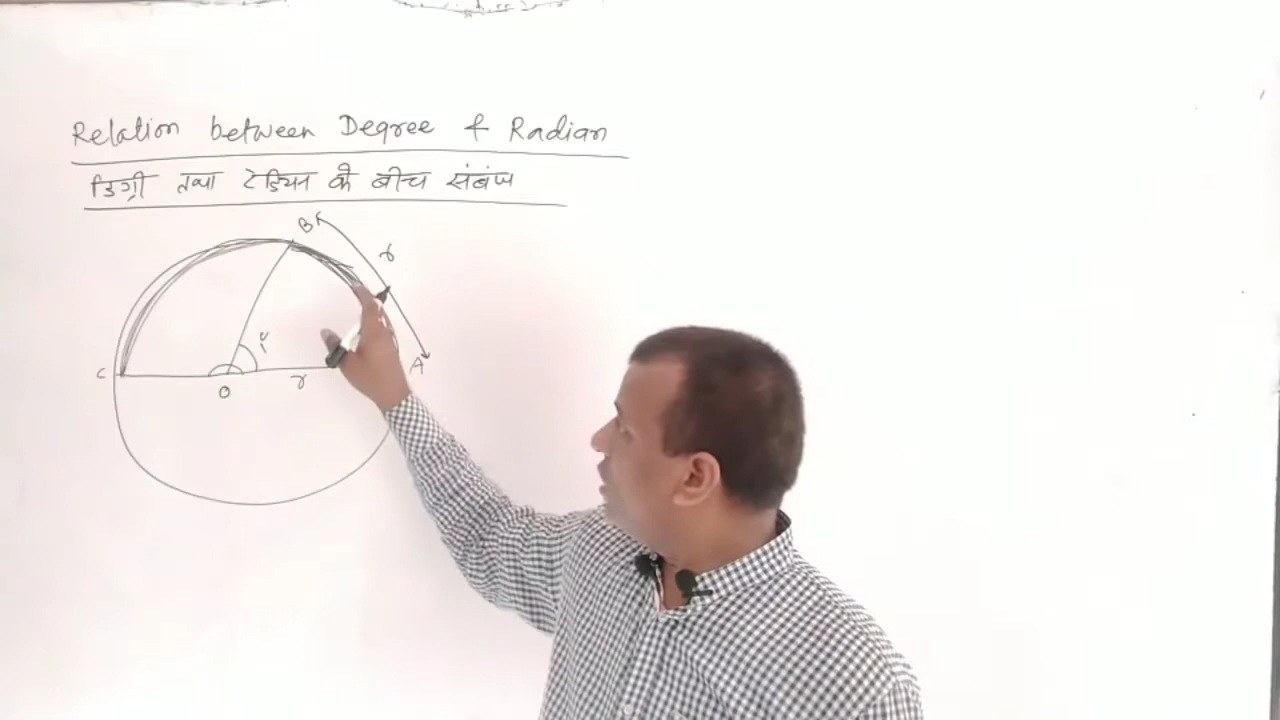 Relation between Degree & Radian
डिग्री तथा रेडियन के बीच संबंध
B
r
A
C
O
r